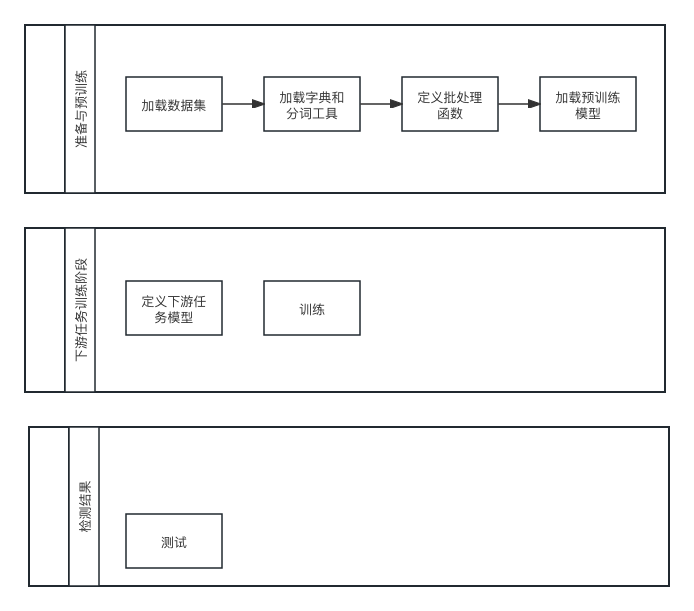 准备与预训练
加载数据集
加载字典和
分词工具
定义批处理
函数
加载预训练
模型
下游任务训练阶段
定义下游任
务模型
训练
检测结果
测试